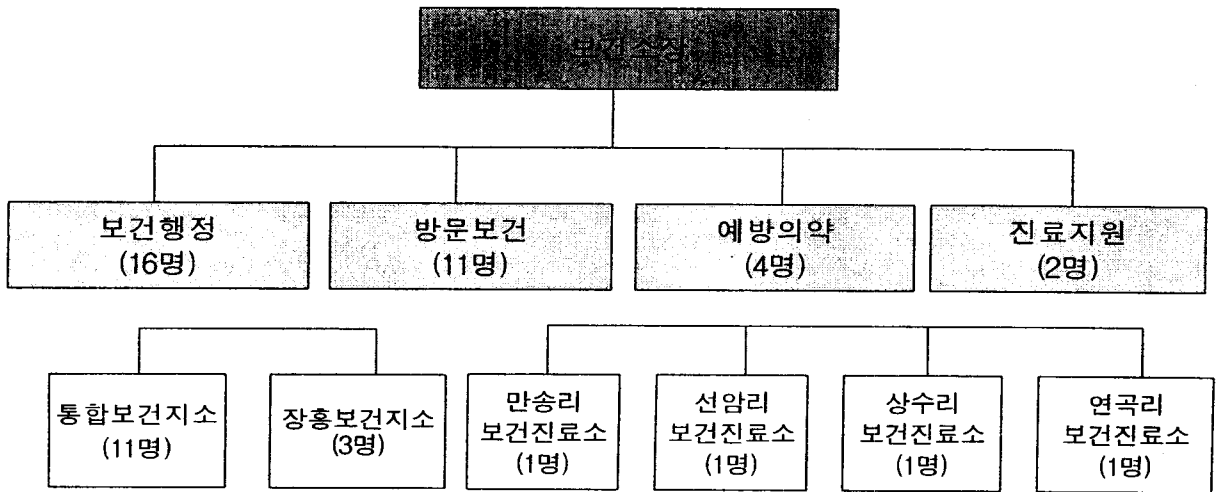 보건소장
보건행정
(16명)
방문보건
(11명)
예방의약
(4명)
진료지원
(2명)
통합보건지소
(11명)
장흥보건지소
(3명)
만송리
보건진료소
(1명)
선암리
보건진료소
(1명)
상수리
보건진료소
(1명)
연곡리
보건진료소
(1명)